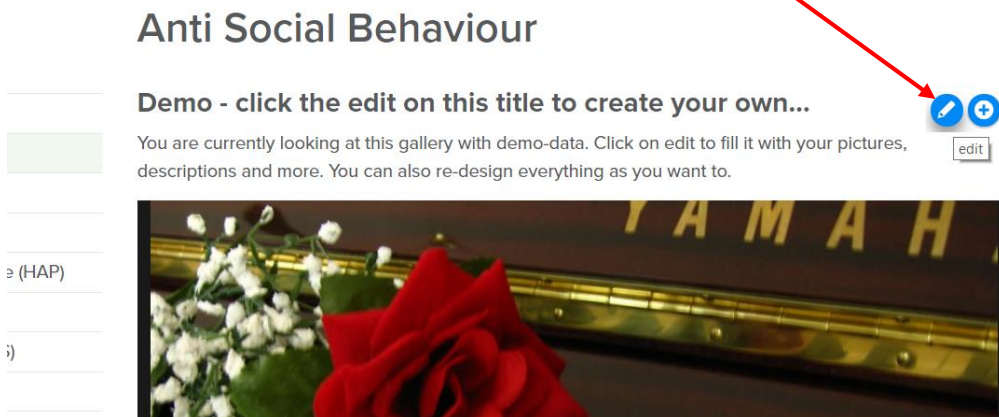 Anti Social Behaviour
Demo - click the edit on this title to create your own...
edit
You are currently looking at this gallery with demo-data. Click on edit to fill it with your pictures,
descriptions and more. You can also re-design everything as you want to.
YAMAH
e (HAP)
)